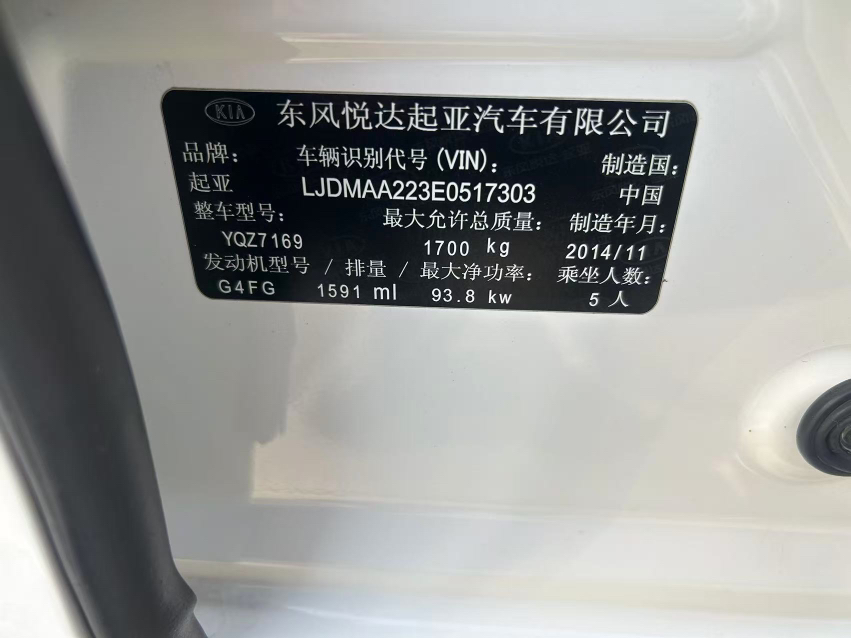 KIA 东风悦达起亚汽车有限公司
品牌: 车辆识别代号(VIN): 制造国:
起亚 LJDMAA223E0517303 中国
整车型号: 最大允许总质量: 制造年月:
YQZ7169 1700 kg 2014/11
发动机型号 / 排量 / 最大净功率: 乘坐人数:
G4FG 1591 ml 93.8 kw 5 人